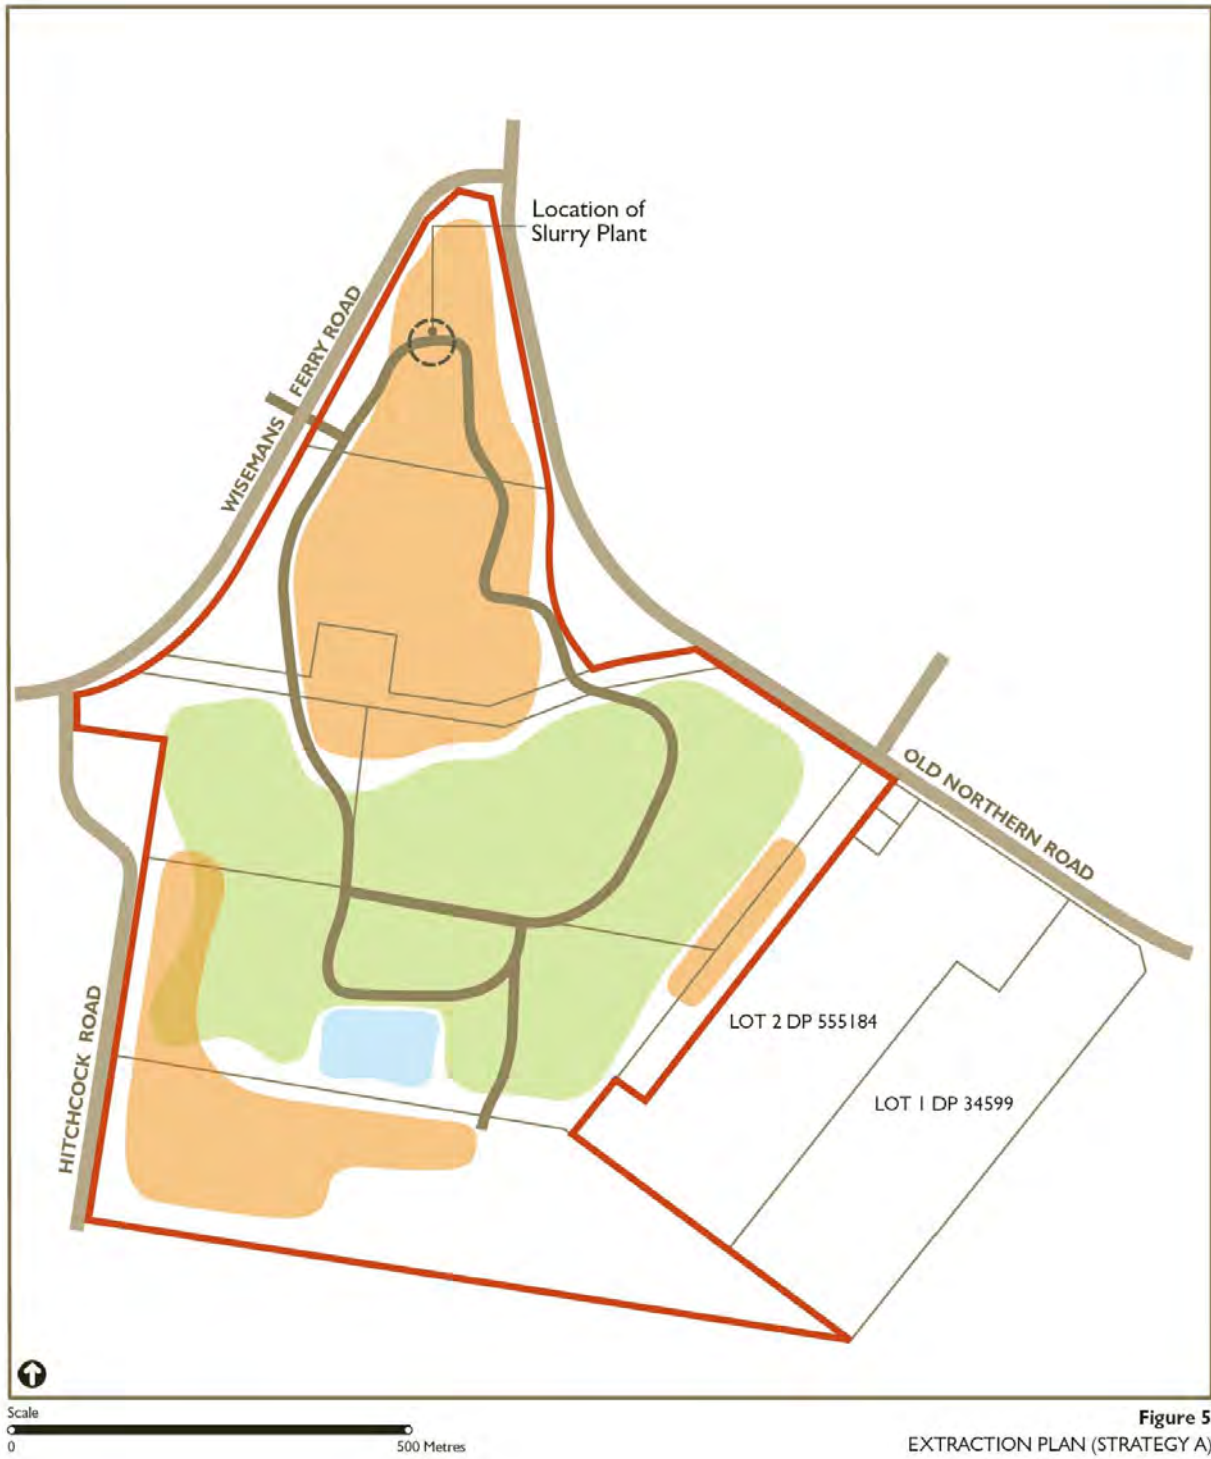 Location of
Slurry Plant
WISEMANS FERRY ROAD
OLD NORTHERN ROAD
HITCHCOCK ROAD
LOT 2 DP 555184
LOT 1 DP 34599
Scale
0
500 Metres
Figure 5
EXTRACTION PLAN (STRATEGY A)